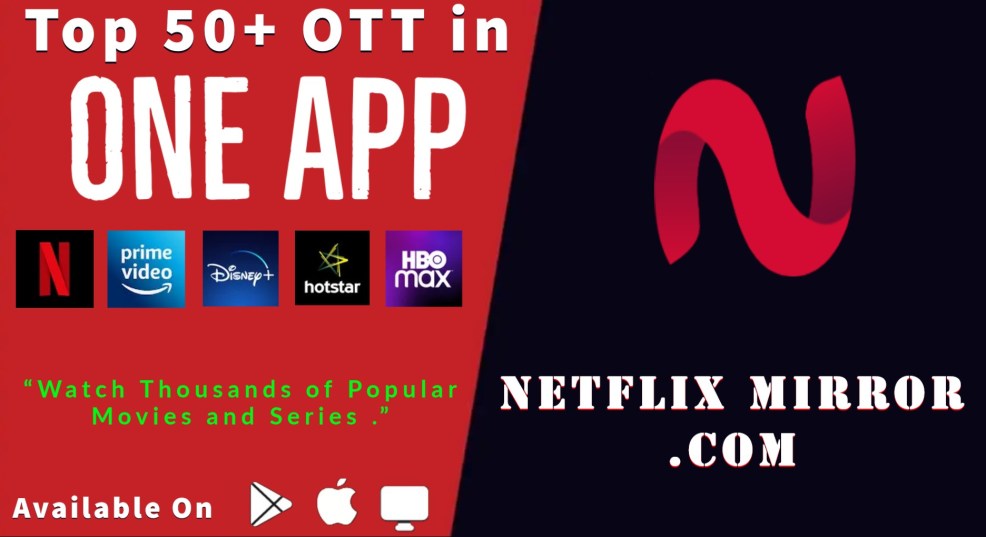 Top 50+ OTT in
ONE APP
N
prime
video
Disney+
hotstar
HBO
max
“Watch Thousands of Popular
Movies and Series .”
Available On
NETFLIX MIRROR
.COM